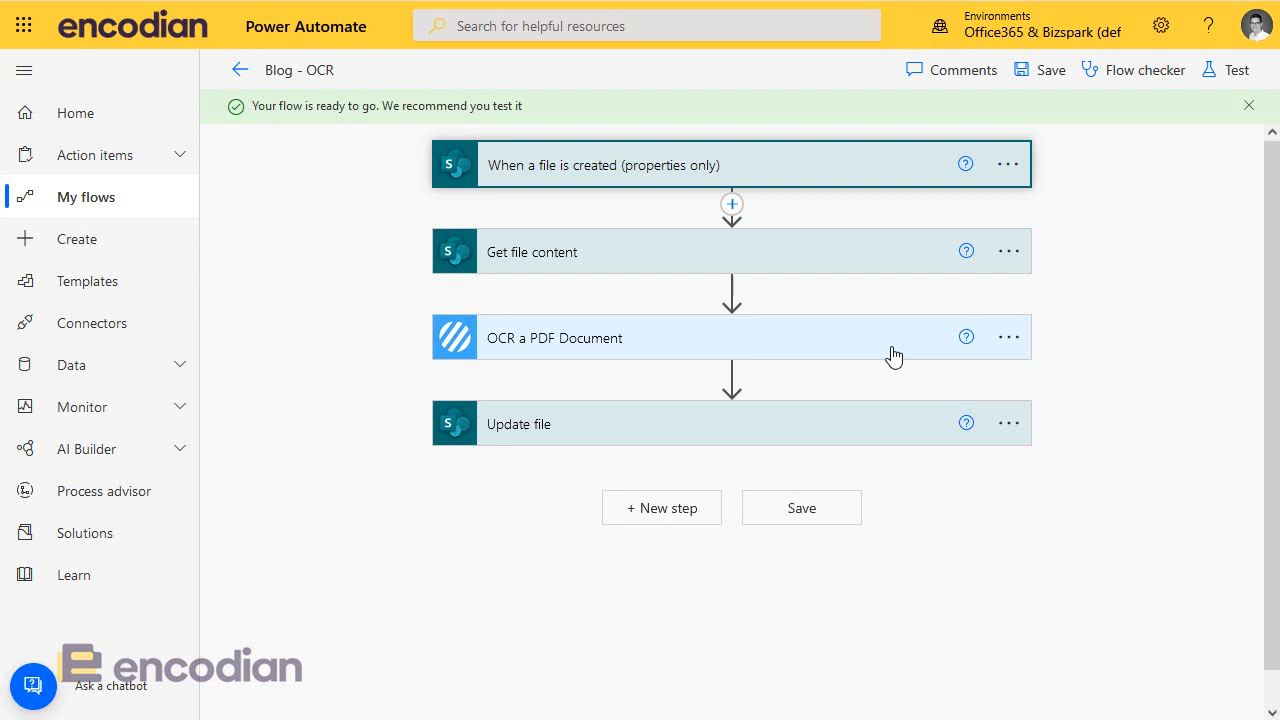 encodian
Power Automate
Search for helpful resources
Environments
Office365 & Bizspark (def
?
Blog - OCR
Comments
Save
Flow checker
Test
Your flow is ready to go. We recommend you test it
Home
Action items
My flows
Create
Templates
Connectors
Data
Monitor
AI Builder
Process advisor
Solutions
Learn
S
When a file is created (properties only)
?
...
+
S
Get file content
?
...
OCR a PDF Document
?
...
S
Update file
?
...
+ New step
Save
encodian
Ask a chatbot